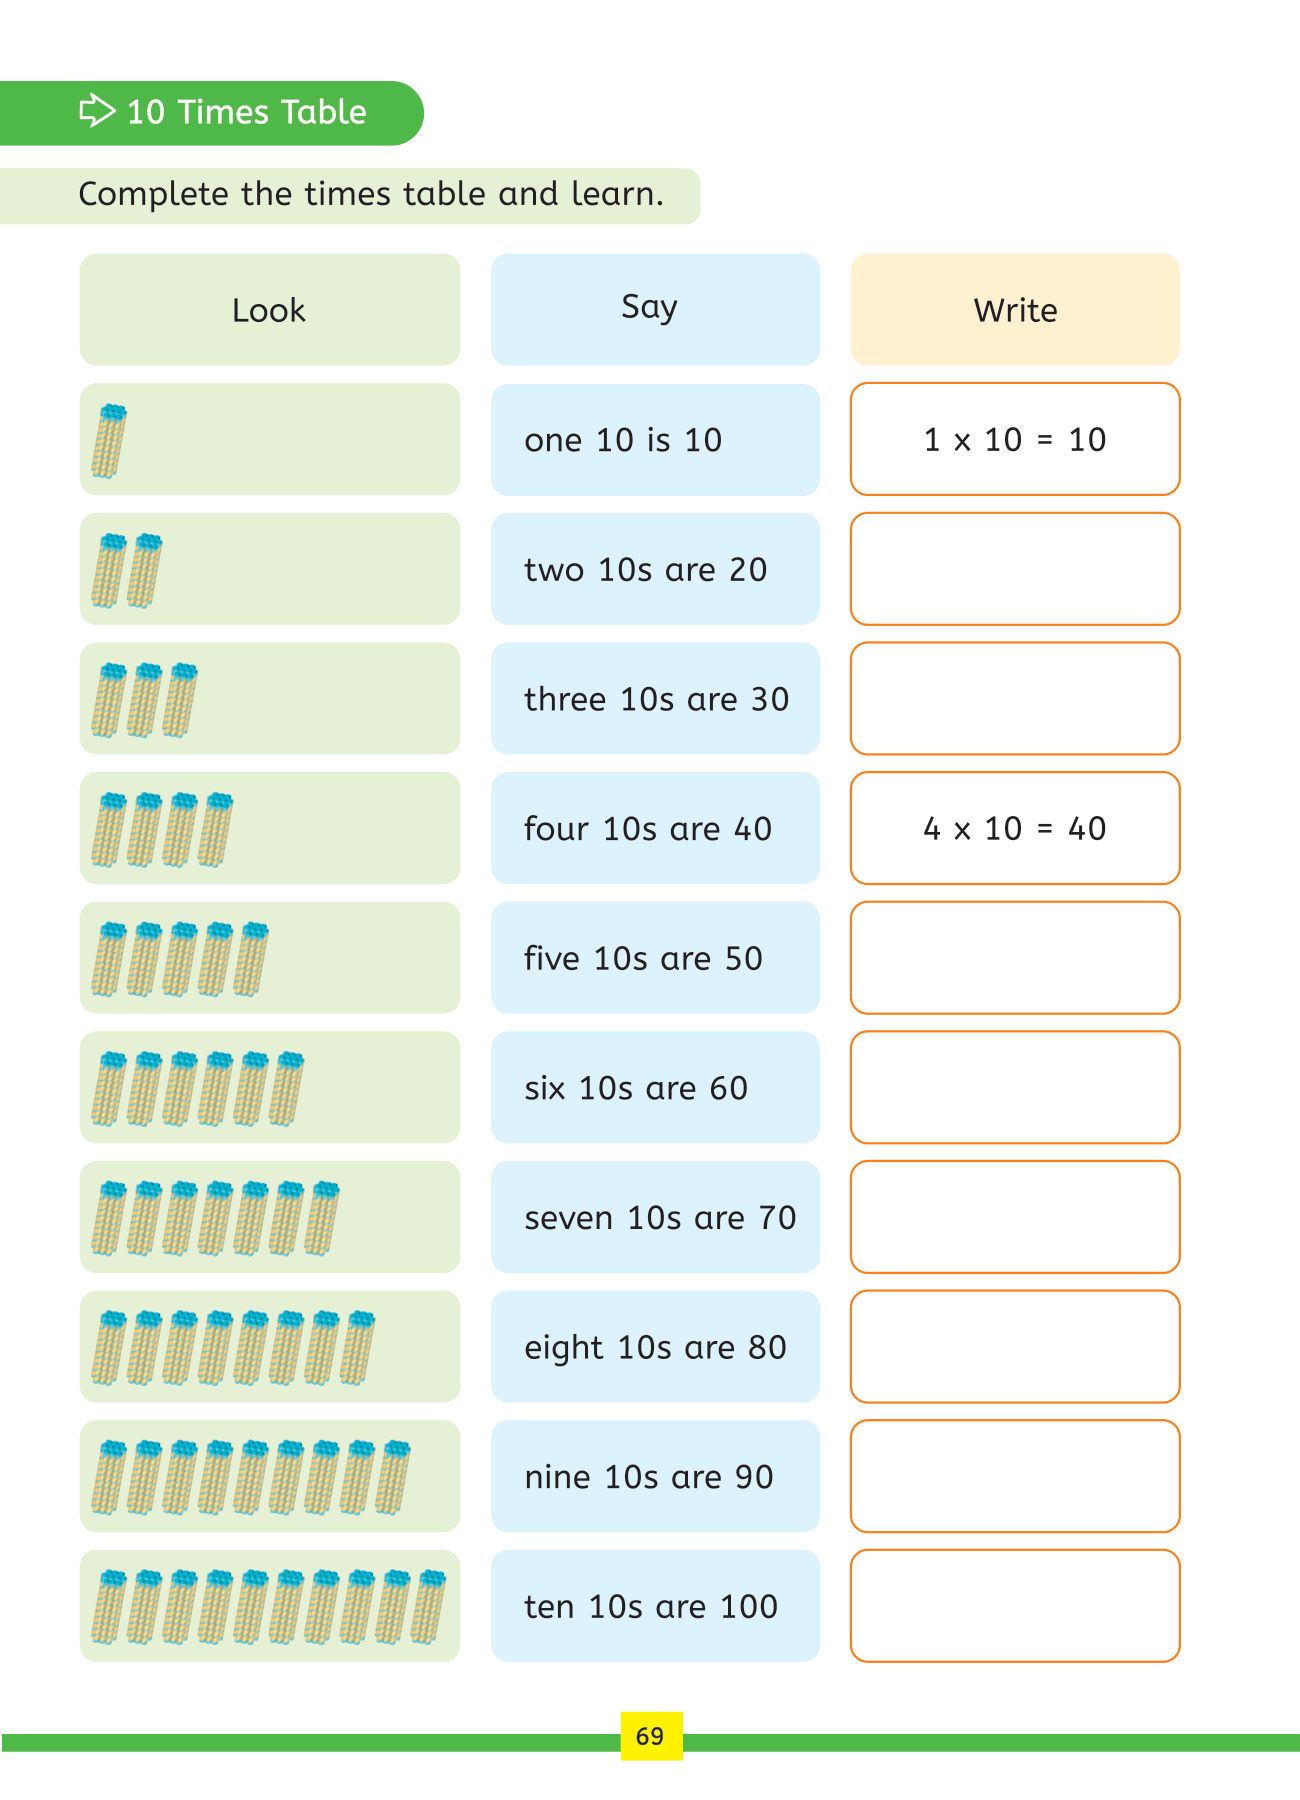 10 Times Table
Complete the times table and learn.
Look Say Write
one 10 is 10 1 x 10 = 10
two 10s are 20
three 10s are 30
four 10s are 40 4 x 10 = 40
five 10s are 50
six 10s are 60
seven 10s are 70
eight 10s are 80
nine 10s are 90
ten 10s are 100
69